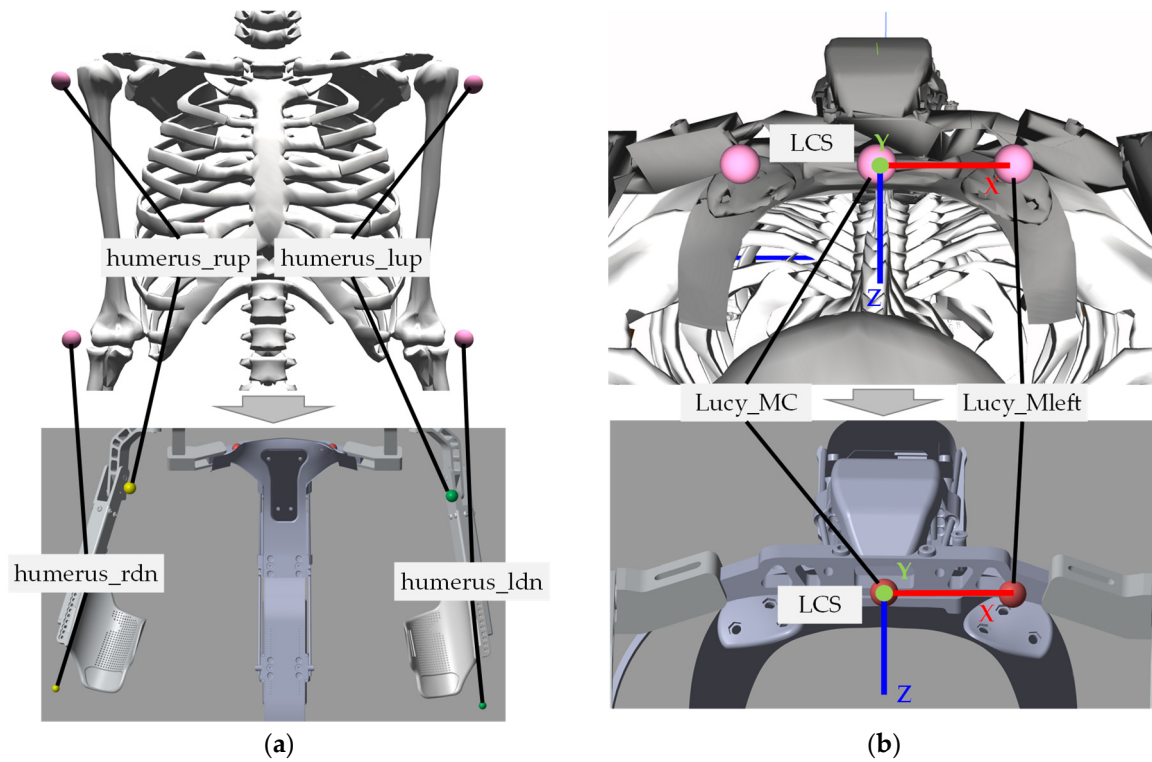 humerus_rup
humerus_lup
humerus_rdn
humerus_ldn
(a)
LCS
Y
X
Z
Lucy_MC
Lucy_Mleft
Y
LCS
X
Z
(b)